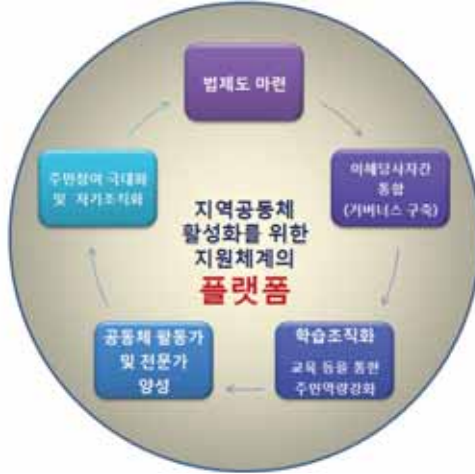 법제도 마련
이해당사자간
통합
(거버넌스 구축)
학습조직화
교육 등을 통한
주민역량강화
공동체 활동가
및 전문가
양성
주민참여 극대화
및 자기조직화
지역공동체
활성화를 위한
지원체계의
플랫폼